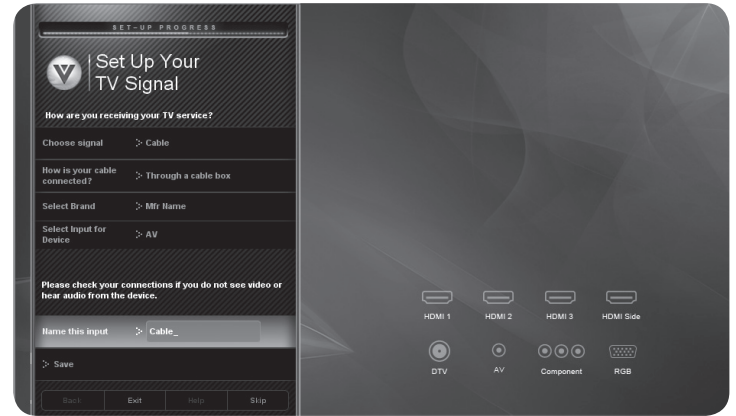 SET-UP PROGRESS
Set Up Your
TV Signal
How are you receiving your TV service?
Choose signal
Cable
How is your cable
connected?
Through a cable box
Select Brand
Mfr Name
Select Input for
Device
AV
Please check your connections if you do not see video or
hear audio from the device.
Name this input
Cable_
Save
Back
Exit
Help
Skip
HDMI 1
HDMI 2
HDMI 3
HDMI Side
DTV
AV
Component
RGB